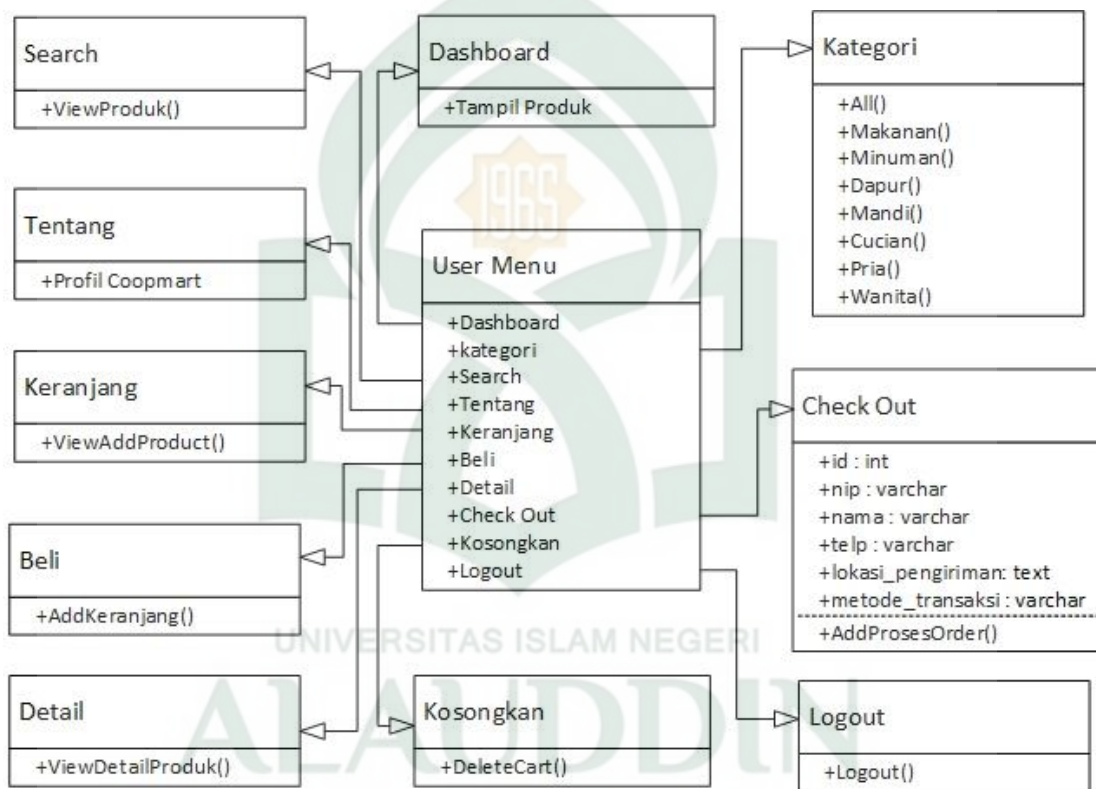 Search
+ViewProduk()
Dashboard
+Tampil Produk
Kategori
+All()
+Makanan()
+Minuman()
+Dapur()
+Mandi()
+Cucian()
+Pria()
+Wanita()
Tentang
+Profil Coopmart
1965
User Menu
+Dashboard
+kategori
+Search
+Tentang
+Keranjang
+Beli
+Detail
+Check Out
+Kosongkan
+Logout
Keranjang
+ViewAddProduct()
Check Out
+id : int
+nip : varchar
+nama : varchar
+telp : varchar
+lokasi_pengiriman: text
+metode_transaksi : varchar
+AddProsesOrder()
Beli
+AddKeranjang()
UNIVERSITAS ISLAM NEGERI
ALAUDDIN
Detail
+ViewDetailProduk()
Kosongkan
+DeleteCart()
Logout
+Logout()